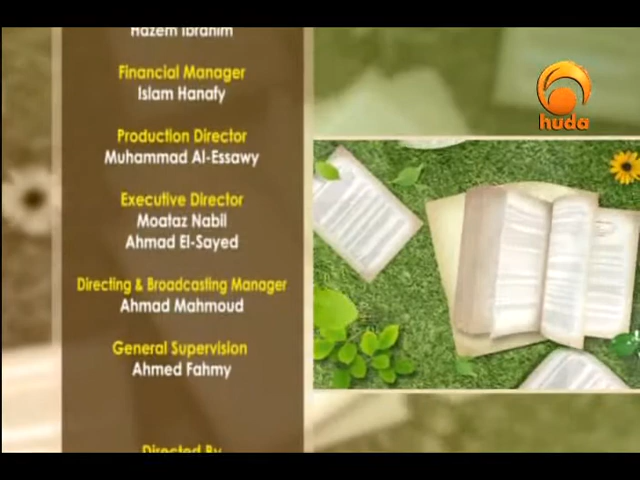 Hazem Ibrahim
Financial Manager
Islam Hanafy
Production Director
Muhammad Al-Essawy
Executive Director
Moataz Nabil
Ahmad El-Sayed
Directing & Broadcasting Manager
Ahmad Mahmoud
General Supervision
Ahmed Fahmy
Directed By
huda